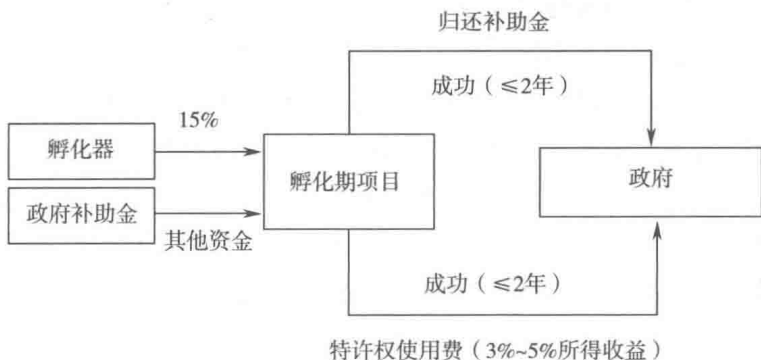 归还补助金
成功（≤2年）
15%
孵化器
孵化期项目
政府
政府补助金
其他资金
成功（≤2年）
特许权使用费（3%~5%所得收益）